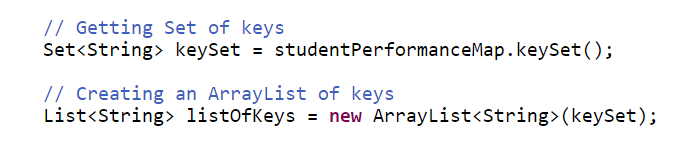 // Getting Set of keys
Set<String> keySet = studentPerformanceMap.keySet();
// Creating an ArrayList of keys
List<String> listOfKeys = new ArrayList<String>(keySet);